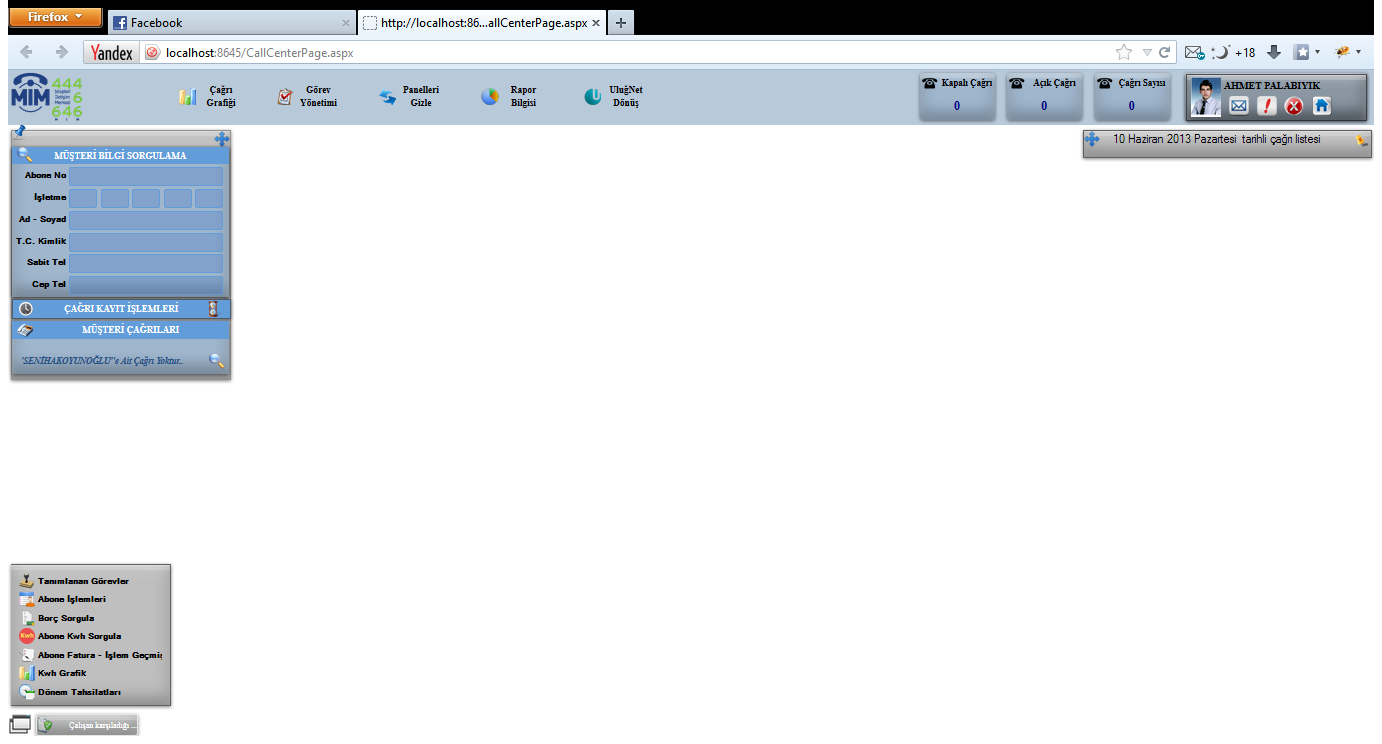 Firefox
Facebook
http://localhost:86...allCenterPage.aspx
Yandex
localhost:8645/CallCenterPage.aspx
+18
MIM
444
Müşteri
İletişim
Merkezi
6
646
Çağrı
Grafiği
Görev
Yönetimi
Panelleri
Gizle
Rapor
Bilgisi
UluğNet
Dönüş
Kapalı Çağrı
0
Açık Çağrı
0
Çağrı Sayısı
0
AHMET PALABIYIK
MÜŞTERİ BİLGİ SORGULAMA
Abone No
İşletme
Ad - Soyad
T.C. Kimlik
Sabit Tel
Cep Tel
ÇAĞRI KAYIT İŞLEMLERİ
MÜŞTERİ ÇAĞRILARI
"SENİHAKOYUNOĞLU"e Ait Çağrı Yoktur..
10 Haziran 2013 Pazartesi tarihli çağrı listesi
Tanımlanan Görevler
Abone İşlemleri
Borç Sorgula
Kwh
Abone Kwh Sorgula
Abone Fatura - İşlem Geçmiş
Kwh Grafik
Dönem Tahsilatları
Çalışan karşıladığı ...